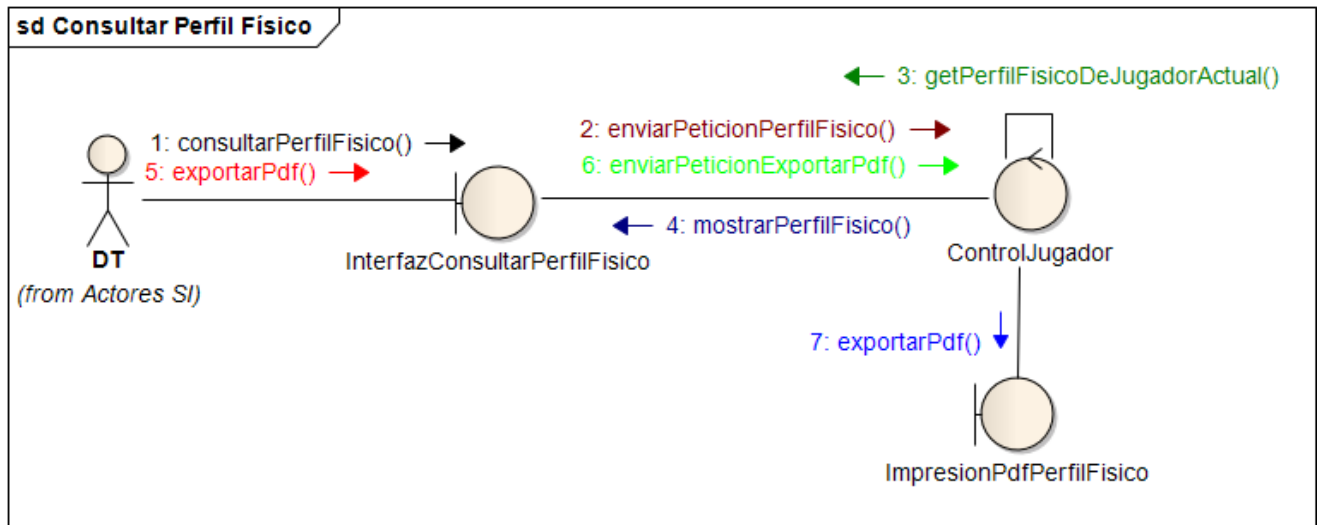 sd Consultar Perfil Físico
3: getPerfilFisicoDeJugadorActual()
1: consultarPerfilFisico()
2: enviarPeticionPerfilFisico()
5: exportarPdf()
6: enviarPeticionExportarPdf()
4: mostrarPerfilFisico()
DT
InterfazConsultarPerfilFisico
ControlJugador
(from Actores SI)
7: exportarPdf()
ImpresionPdfPerfilFisico